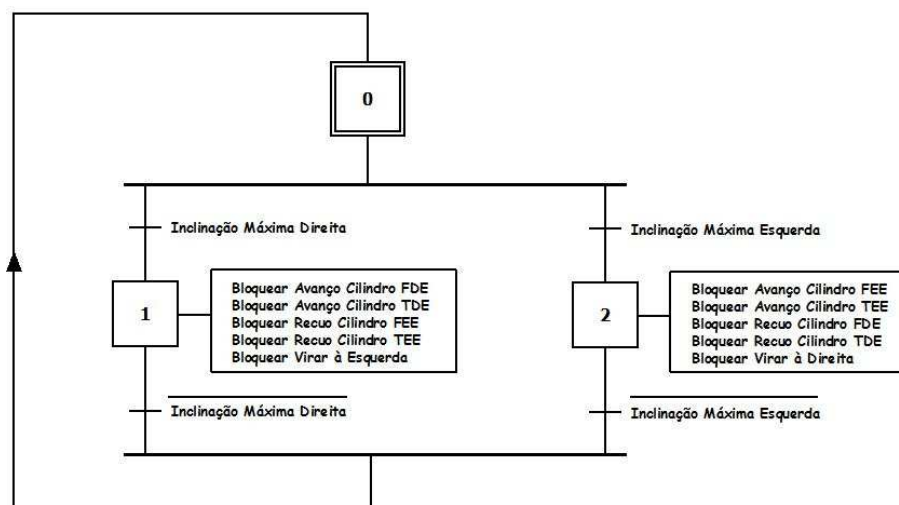 0
Inclinação Máxima Direita
Inclinação Máxima Esquerda
1
Bloquear Avanço Cilindro FDE
Bloquear Avanço Cilindro TDE
Bloquear Recuo Cilindro FEE
Bloquear Recuo Cilindro TEE
Bloquear Virar à Esquerda
2
Bloquear Avanço Cilindro FEE
Bloquear Avanço Cilindro TEE
Bloquear Recuo Cilindro FDE
Bloquear Recuo Cilindro TDE
Bloquear Virar à Direita
Inclinação Máxima Direita
Inclinação Máxima Esquerda